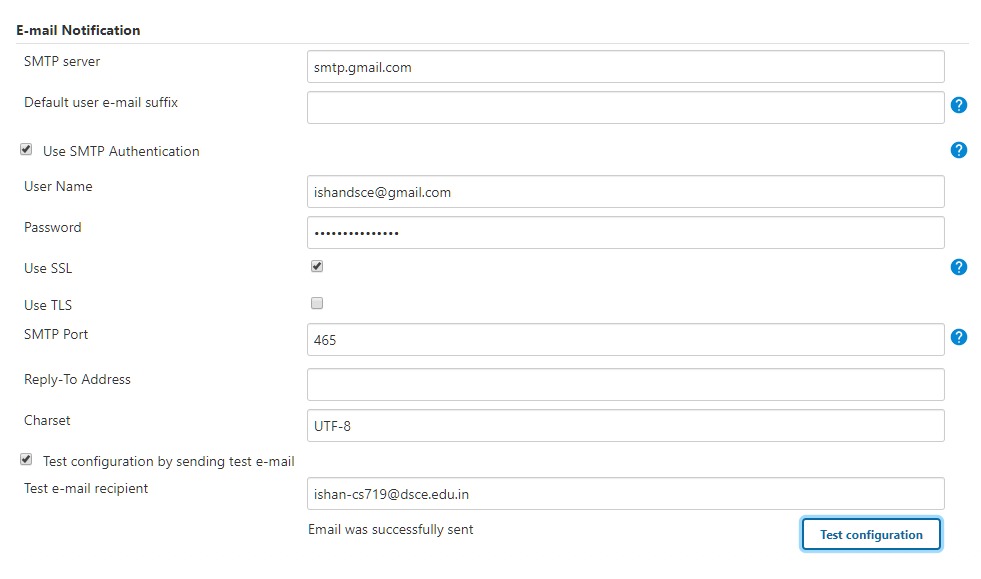 E-mail Notification
SMTP server
smtp.gmail.com
Default user e-mail suffix
?
Use SMTP Authentication
?
User Name
ishandsce@gmail.com
Password
•••••••••••••••
Use SSL
?
Use TLS
SMTP Port
465
?
Reply-To Address
Charset
UTF-8
Test configuration by sending test e-mail
Test e-mail recipient
ishan-cs719@dsce.edu.in
Email was successfully sent
Test configuration